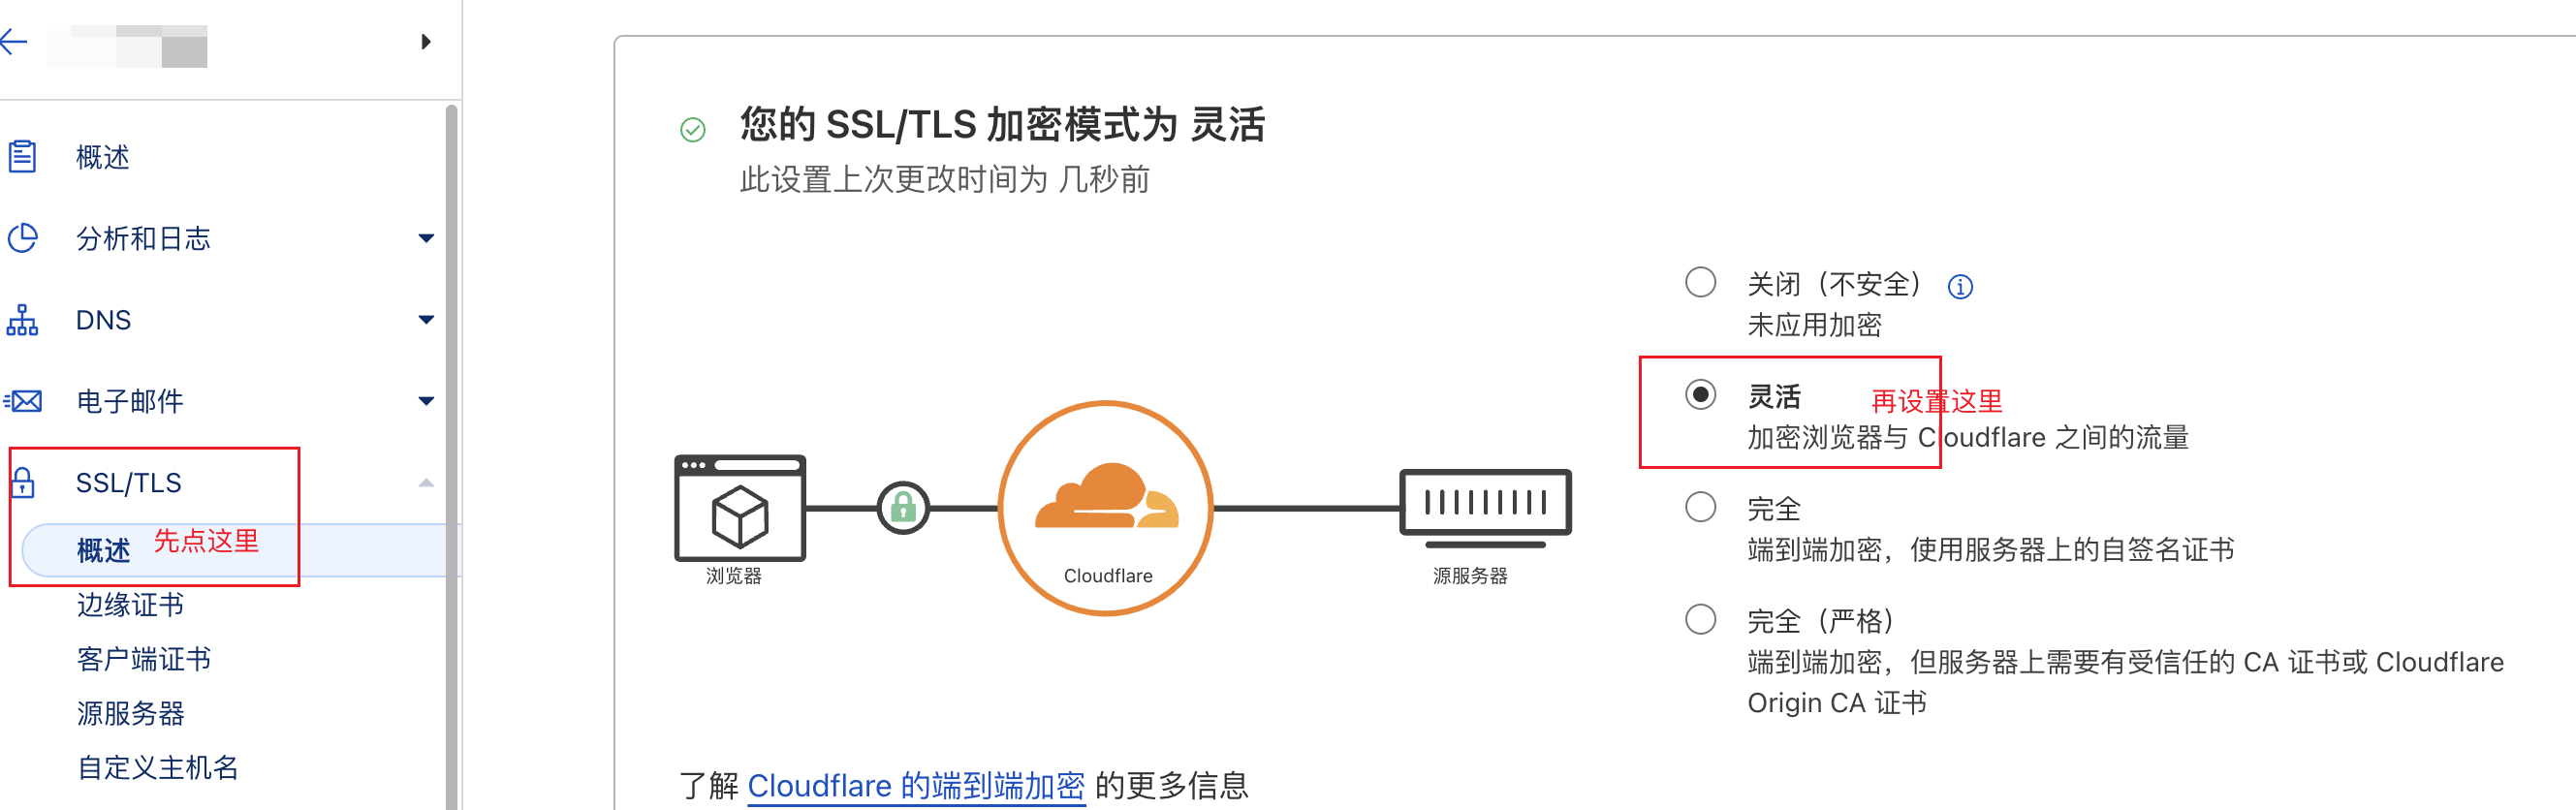 概述
分析和日志
DNS
电子邮件
SSL/TLS
概述
先点这里
边缘证书
客户端证书
源服务器
自定义主机名
您的 SSL/TLS 加密模式为 灵活
此设置上次更改时间为 几秒前
浏览器
Cloudflare
源服务器
关闭（不安全）
未应用加密
灵活
再设置这里
加密浏览器与 Cloudflare 之间的流量
完全
端到端加密，使用服务器上的自签名证书
完全（严格）
端到端加密，但服务器上需要有受信任的 CA 证书或 Cloudflare
Origin CA 证书
了解 Cloudflare 的端到端加密 的更多信息